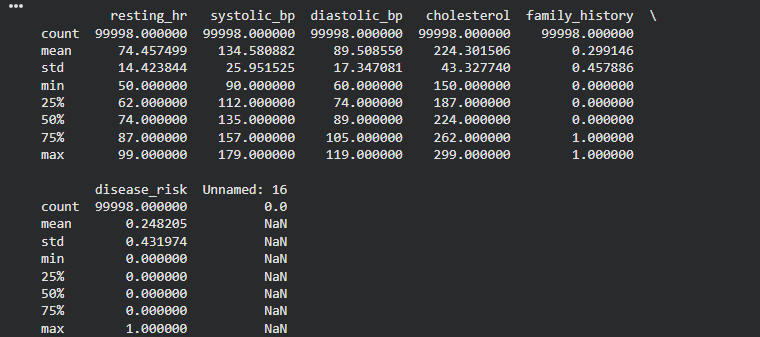 •••
resting_hr systolic_bp diastolic_bp cholesterol family_history \
count 99998.000000 99998.000000 99998.000000 99998.000000 99998.000000
mean 74.457499 134.580882 89.508550 224.301506 0.299146
std 14.423844 25.951525 17.347081 43.327740 0.457886
min 50.000000 90.000000 60.000000 150.000000 0.000000
25% 62.000000 112.000000 74.000000 187.000000 0.000000
50% 74.000000 135.000000 89.000000 224.000000 0.000000
75% 87.000000 157.000000 105.000000 262.000000 1.000000
max 99.000000 179.000000 119.000000 299.000000 1.000000
disease_risk Unnamed: 16
count 99998.000000 0.0
mean 0.248205 NaN
std 0.431974 NaN
min 0.000000 NaN
25% 0.000000 NaN
50% 0.000000 NaN
75% 0.000000 NaN
max 1.000000 NaN